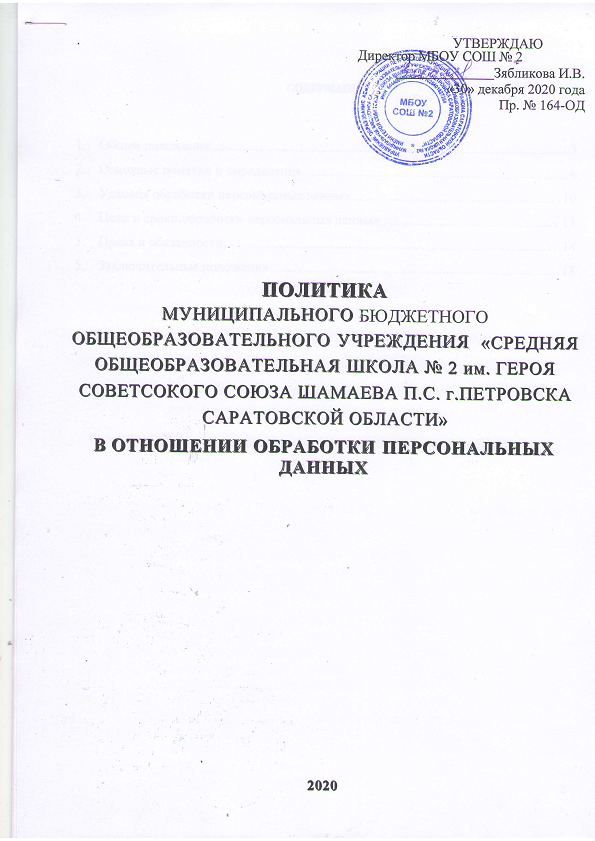 УТВЕРЖДАЮ
Директор МБОУ СОШ № 2
Зябликова И.В.
«30» декабря 2020 года
Пр. № 164-ОД
МБОУ
СОШ №2
ПОЛИТИКА
МУНИЦИПАЛЬНОГО БЮДЖЕТНОГО
ОБЩЕОБРАЗОВАТЕЛЬНОГО УЧРЕЖДЕНИЯ «СРЕДНЯЯ
ОБЩЕОБРАЗОВАТЕЛЬНАЯ ШКОЛА № 2 им. ГЕРОЯ
СОВЕТСОКОГО СОЮЗА ШАМАЕВА П.С. г.ПЕТРОВСКА
САРАТОВСКОЙ ОБЛАСТИ»
В ОТНОШЕНИИ ОБРАБОТКИ ПЕРСОНАЛЬНЫХ
ДАННЫХ
2020